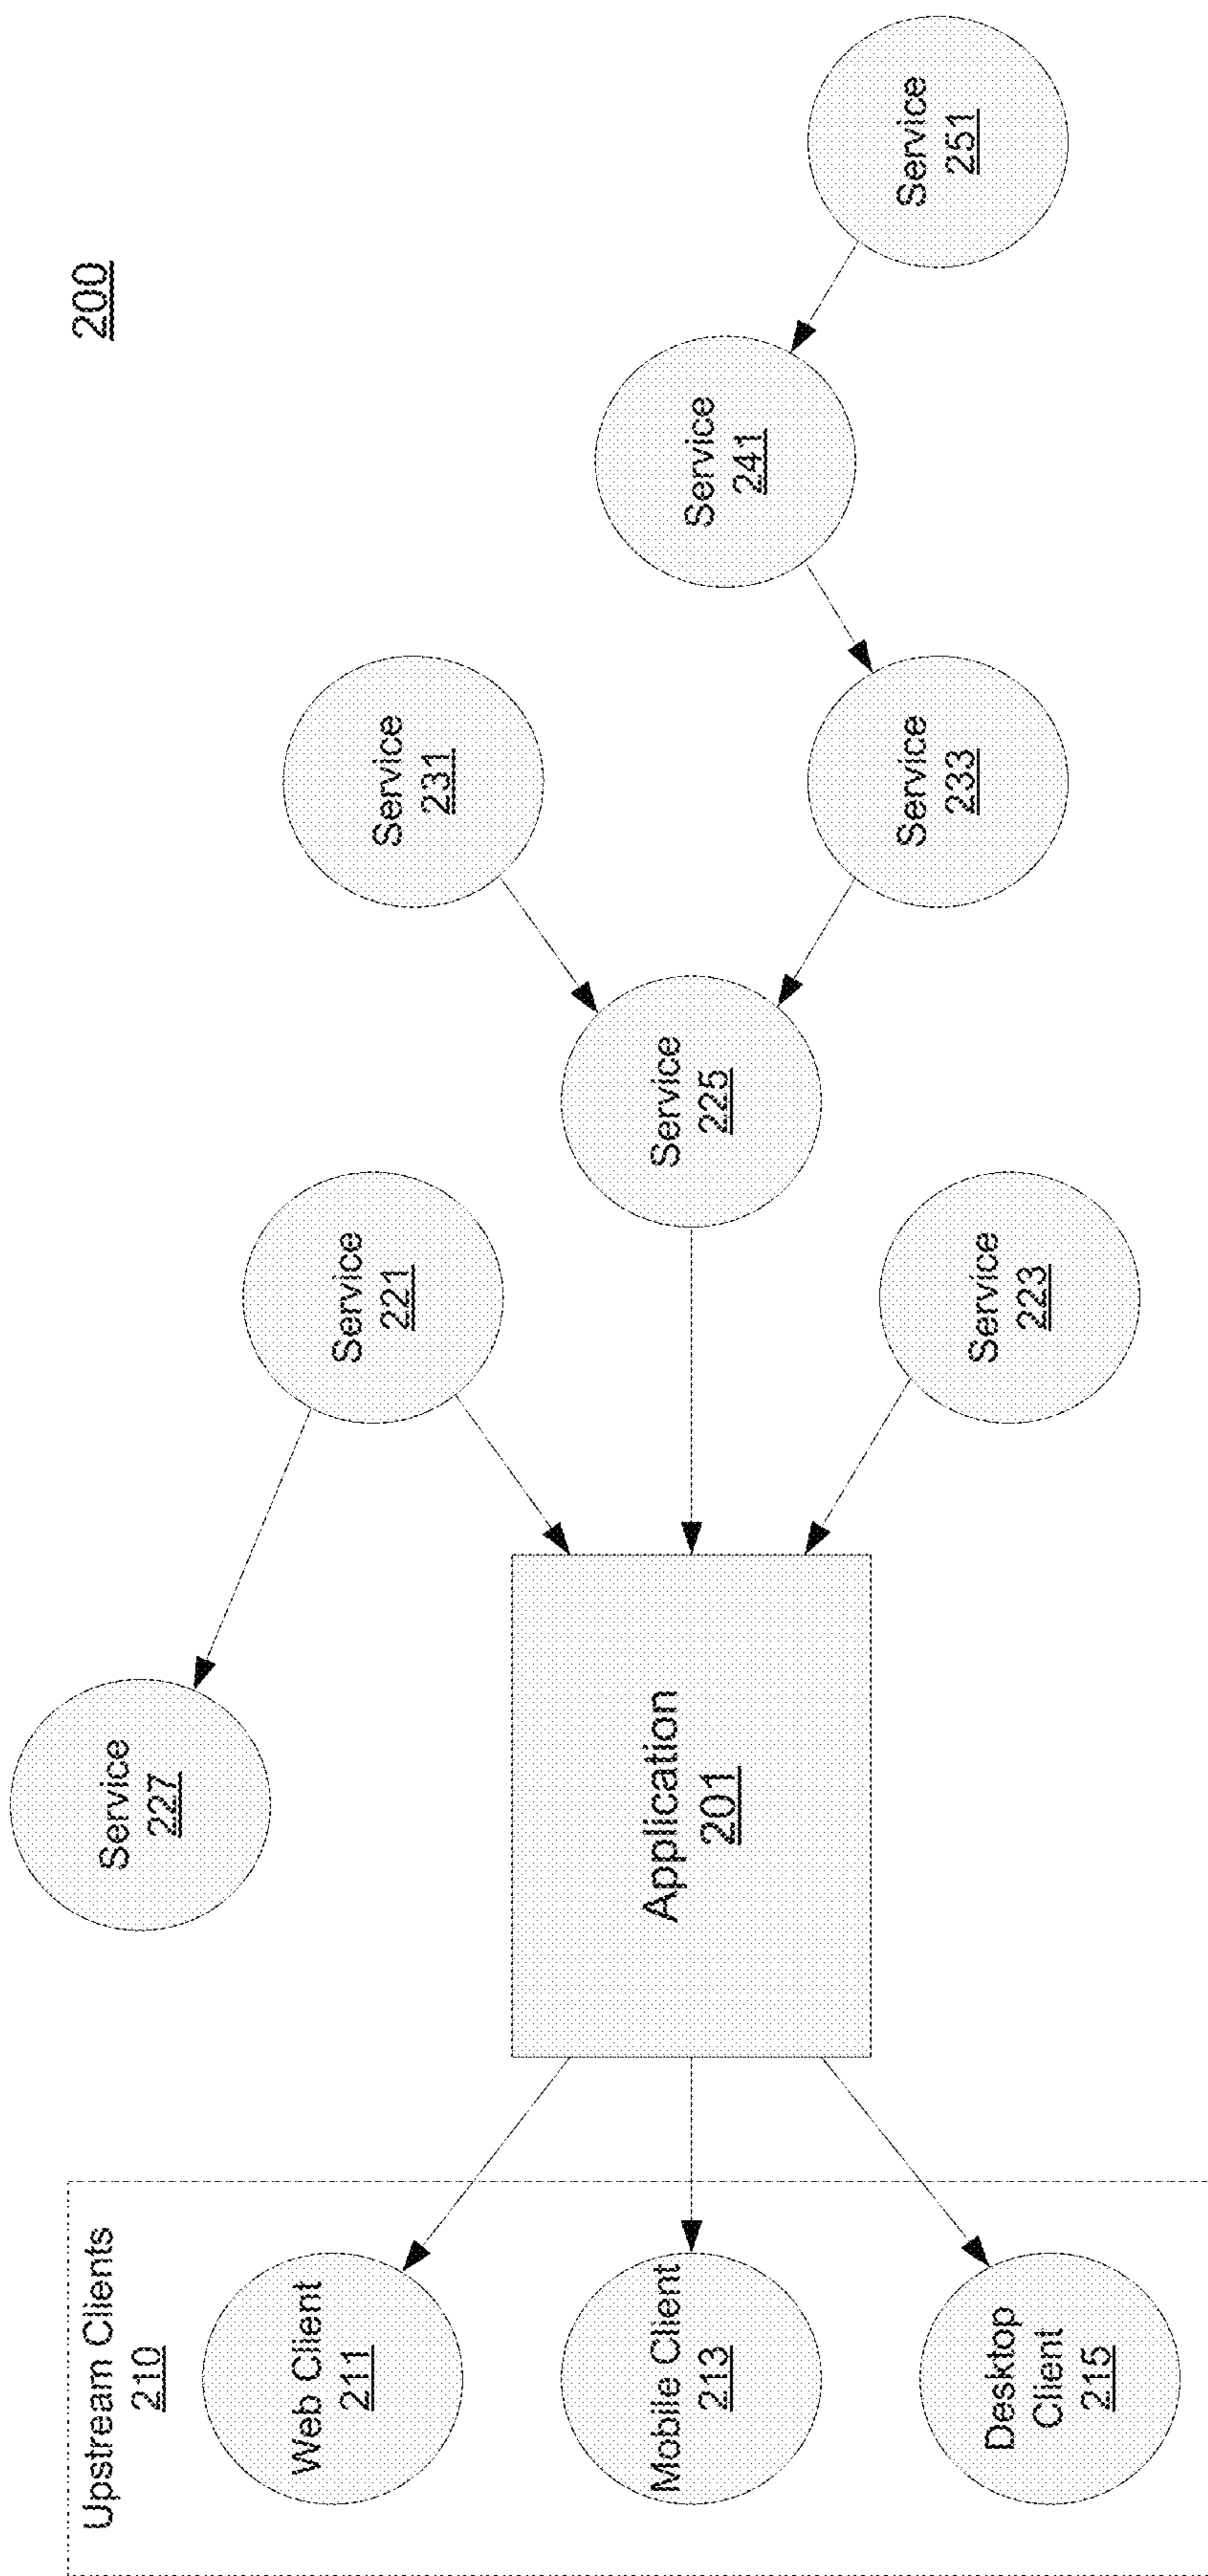 200
Upstream Clients
210
Web Client
211
Mobile Client
213
Desktop
Client
215
Application
201
Service
227
Service
221
Service
223
Service
225
Service
231
Service
233
Service
241
Service
251